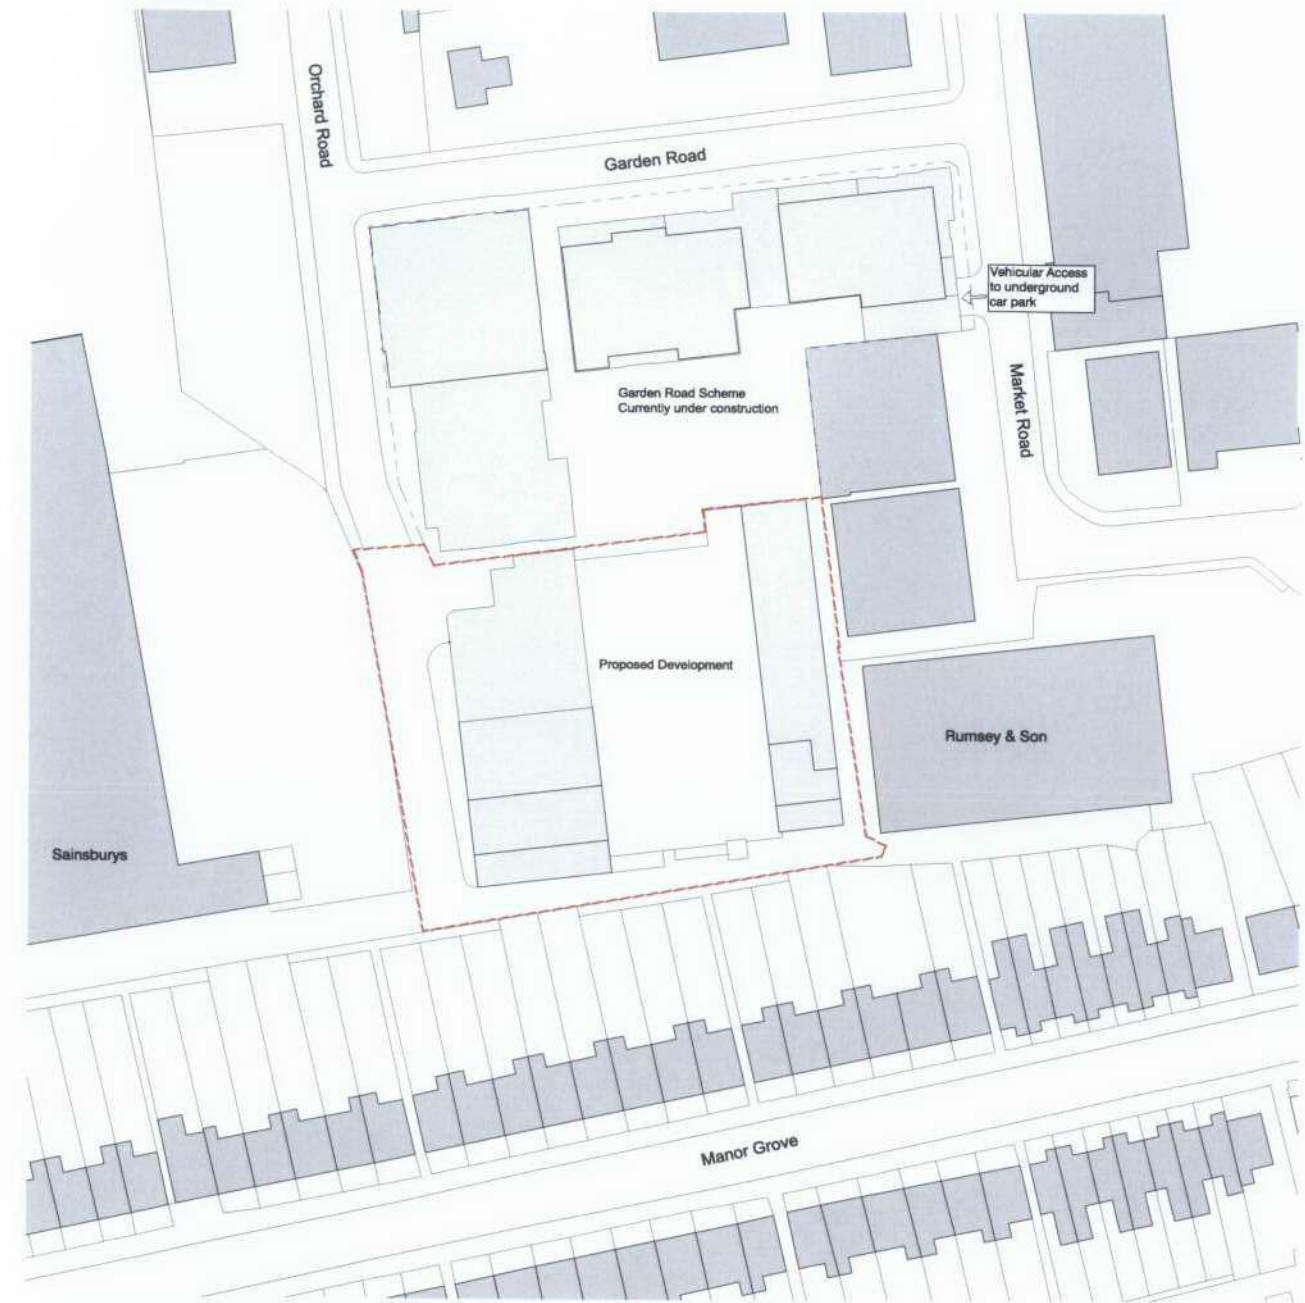 Orchard Road
Garden Road
Vehicular Access
to underground
car park
Market Road
Garden Road Scheme
Currently under construction
Proposed Development
Rumsey & Son
Sainsburys
Manor Grove